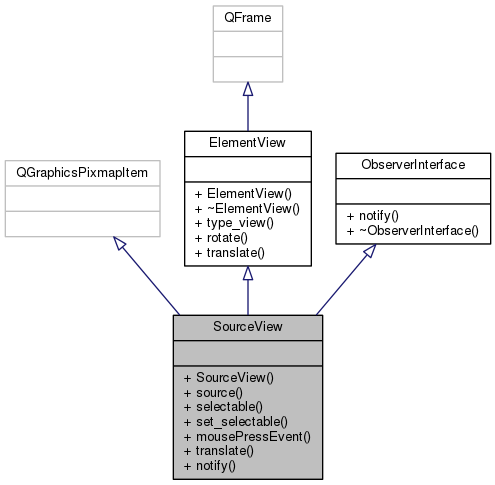 QFrame
ElementView
+ ElementView()
+ ~ElementView()
+ type_view()
+ rotate()
+ translate()
ObserverInterface
+ notify()
+ ~ObserverInterface()
QGraphicsPixmapItem
SourceView
+ SourceView()
+ source()
+ selectable()
+ set_selectable()
+ mousePressEvent()
+ translate()
+ notify()